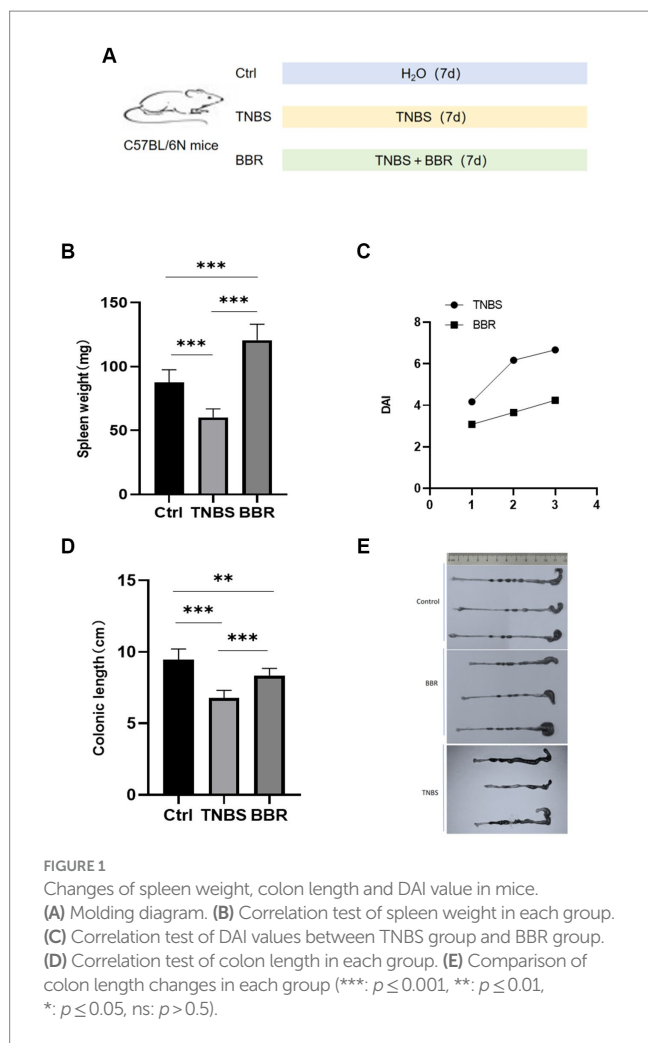 A
Ctrl
H₂O (7d)
TNBS
TNBS (7d)
C57BL/6N mice
BBR
TNBS + BBR (7d)
B
***
***
***
Spleen weight(mg)
150
100
50
0
Ctrl TNBS BBR
C
TNBS
BBR
DAI
8
6
4
2
0
0 1 2 3 4
D
**
***
***
Colonic length(cm)
15
10
5
0
Ctrl TNBS BBR
E
Control
BBR
TNBS
FIGURE 1
Changes of spleen weight, colon length and DAI value in mice.
(A) Molding diagram. (B) Correlation test of spleen weight in each group.
(C) Correlation test of DAI values between TNBS group and BBR group.
(D) Correlation test of colon length in each group. (E) Comparison of
colon length changes in each group (***: p ≤ 0.001, **: p ≤ 0.01,
*: p ≤ 0.05, ns: p > 0.5).